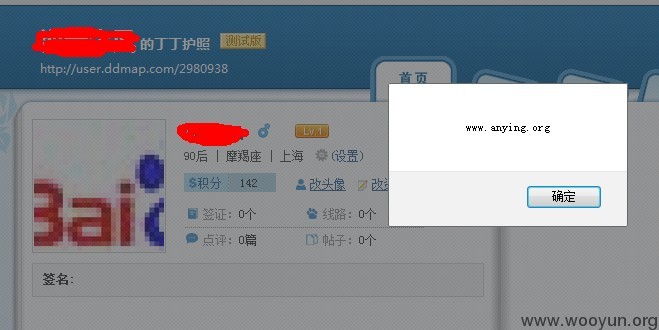 的丁丁护照 测试版
http://user.ddmap.com/2980938
首页
Lv.1
90后 | 摩羯座 | 上海 (设置)
$积分 142 改头像
签证：0个 线路：0个
点评：0篇 帖子：0个
签名:
www.anying.org
确定
Bai
www.wooyun.org